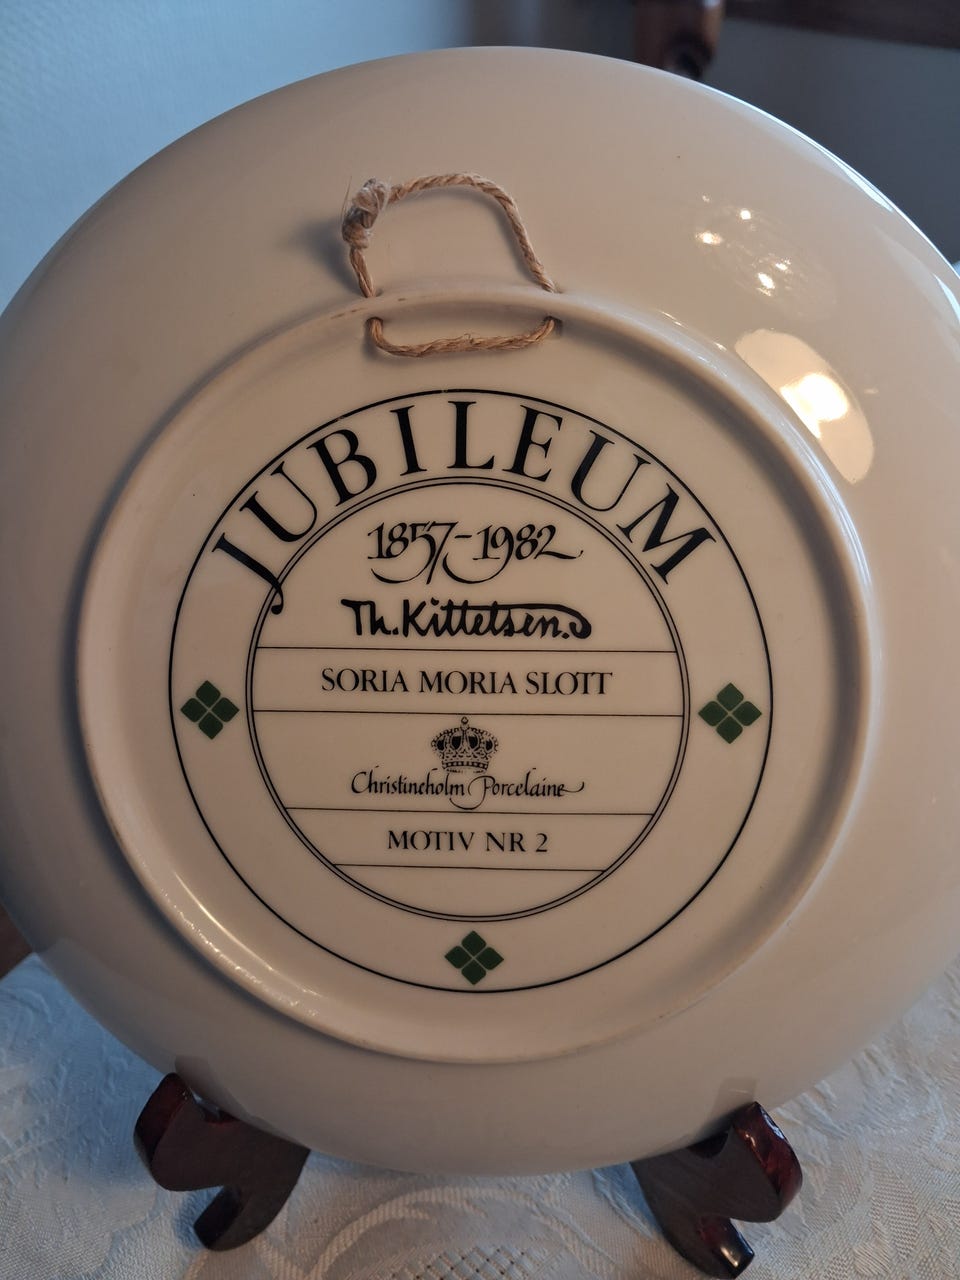 JUBILEUM
1857-1982
Th. Kittelsen.
SORIA MORIA SLOTT
Christineholm Porcelaine
MOTIV NR 2